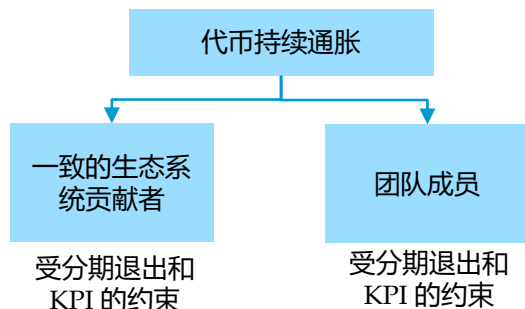 代币持续通胀
一致的生态系
统贡献者
团队成员
受分期退出和
KPI 的约束
受分期退出和
KPI 的约束